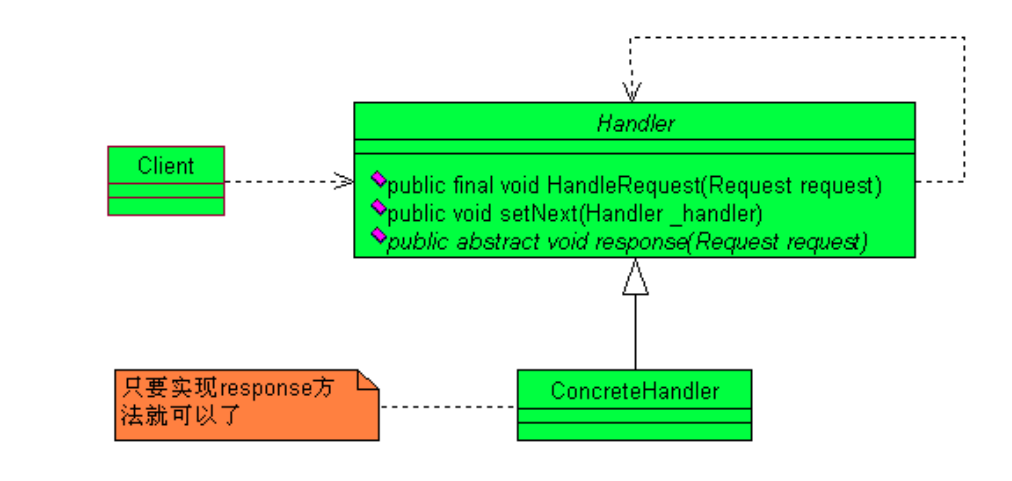 Handler
Client
public final void HandleRequest(Request request)
public void setNext(Handler _handler)
public abstract void response(Request request)
只要实现response方
法就可以了
ConcreteHandler